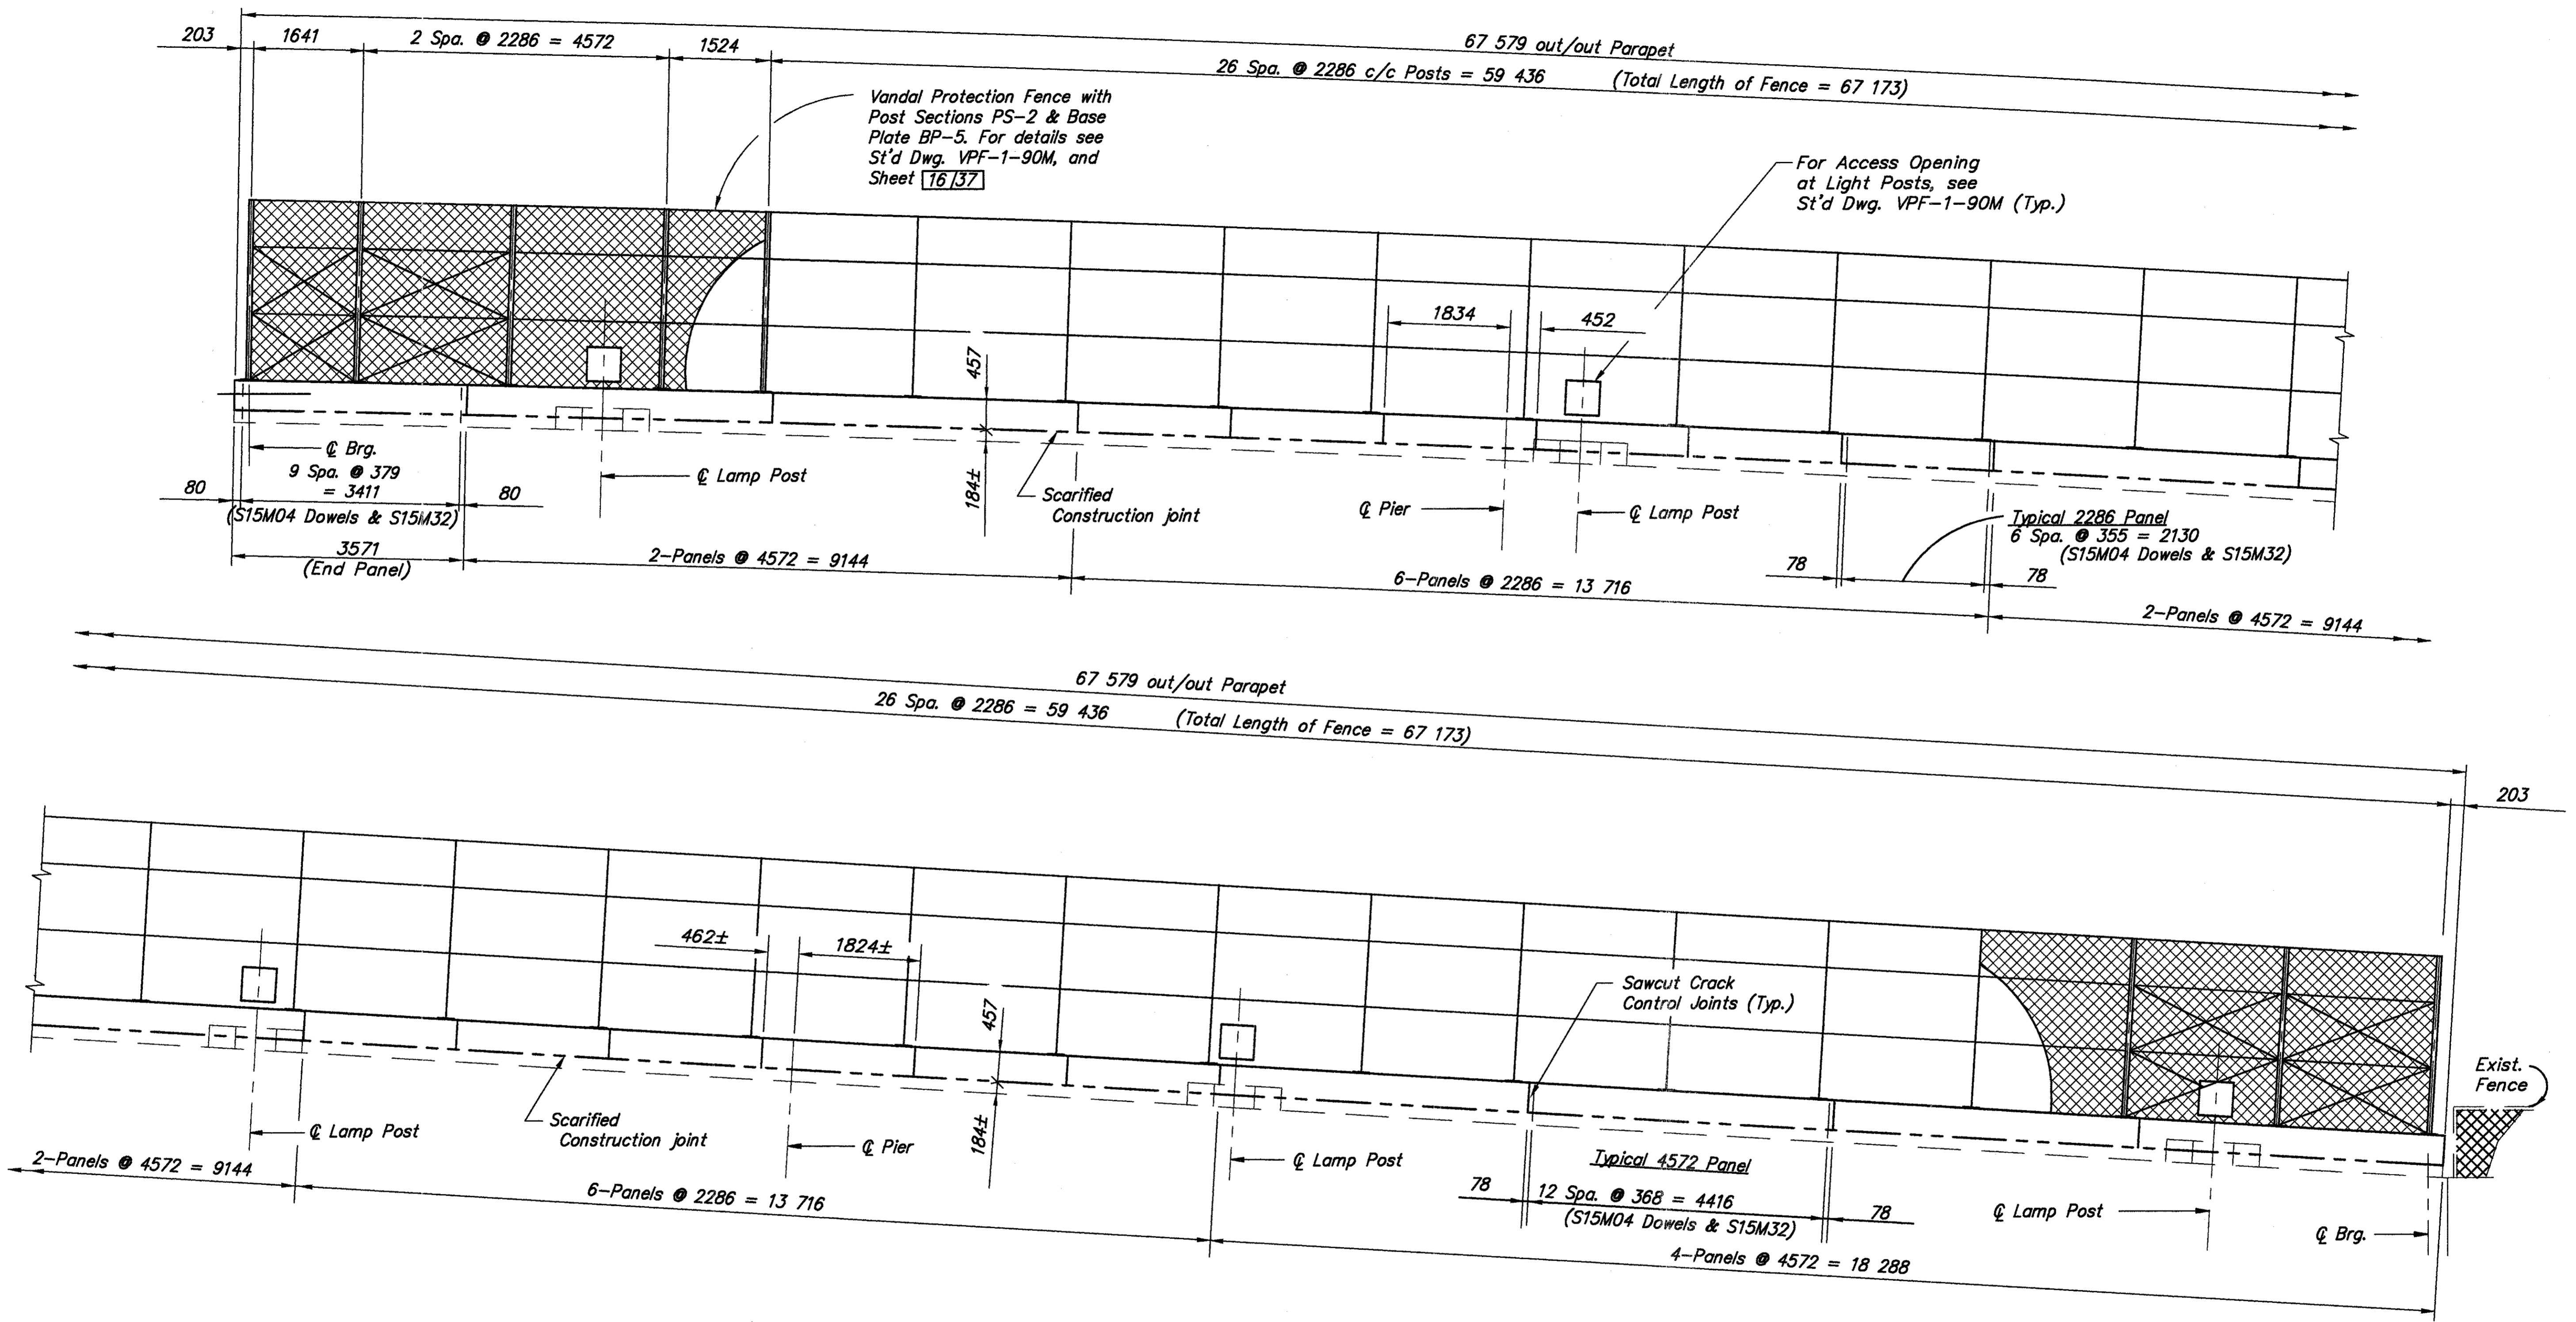 67 579 out/out Parapet
203
1641
2 Spa. @ 2286 = 4572
1524
26 Spa. @ 2286 c/c Posts = 59 436 (Total Length of Fence = 67 173)
Vandal Protection Fence with
Post Sections PS-2 & Base
Plate BP-5. For details see
St'd Dwg. VPF-1-90M, and
Sheet 16/37
For Access Opening
at Light Posts, see
St'd Dwg. VPF-1-90M (Typ.)
1834
452
457
184±
℄ Brg.
9 Spa. @ 379
= 3411
80
80
(S15M04 Dowels & S15M32)
3571
(End Panel)
℄ Lamp Post
Scarified
Construction joint
℄ Pier
℄ Lamp Post
Typical 2286 Panel
6 Spa. @ 355 = 2130
(S15M04 Dowels & S15M32)
2-Panels @ 4572 = 9144
6-Panels @ 2286 = 13 716
78
78
2-Panels @ 4572 = 9144
67 579 out/out Parapet
26 Spa. @ 2286 = 59 436 (Total Length of Fence = 67 173)
203
462±
1824±
457
184±
Sawcut Crack
Control Joints (Typ.)
Exist.
Fence
℄ Lamp Post
Scarified
Construction joint
℄ Pier
℄ Lamp Post
Typical 4572 Panel
78
12 Spa. @ 368 = 4416
78
(S15M04 Dowels & S15M32)
℄ Lamp Post
℄ Brg.
2-Panels @ 4572 = 9144
6-Panels @ 2286 = 13 716
4-Panels @ 4572 = 18 288